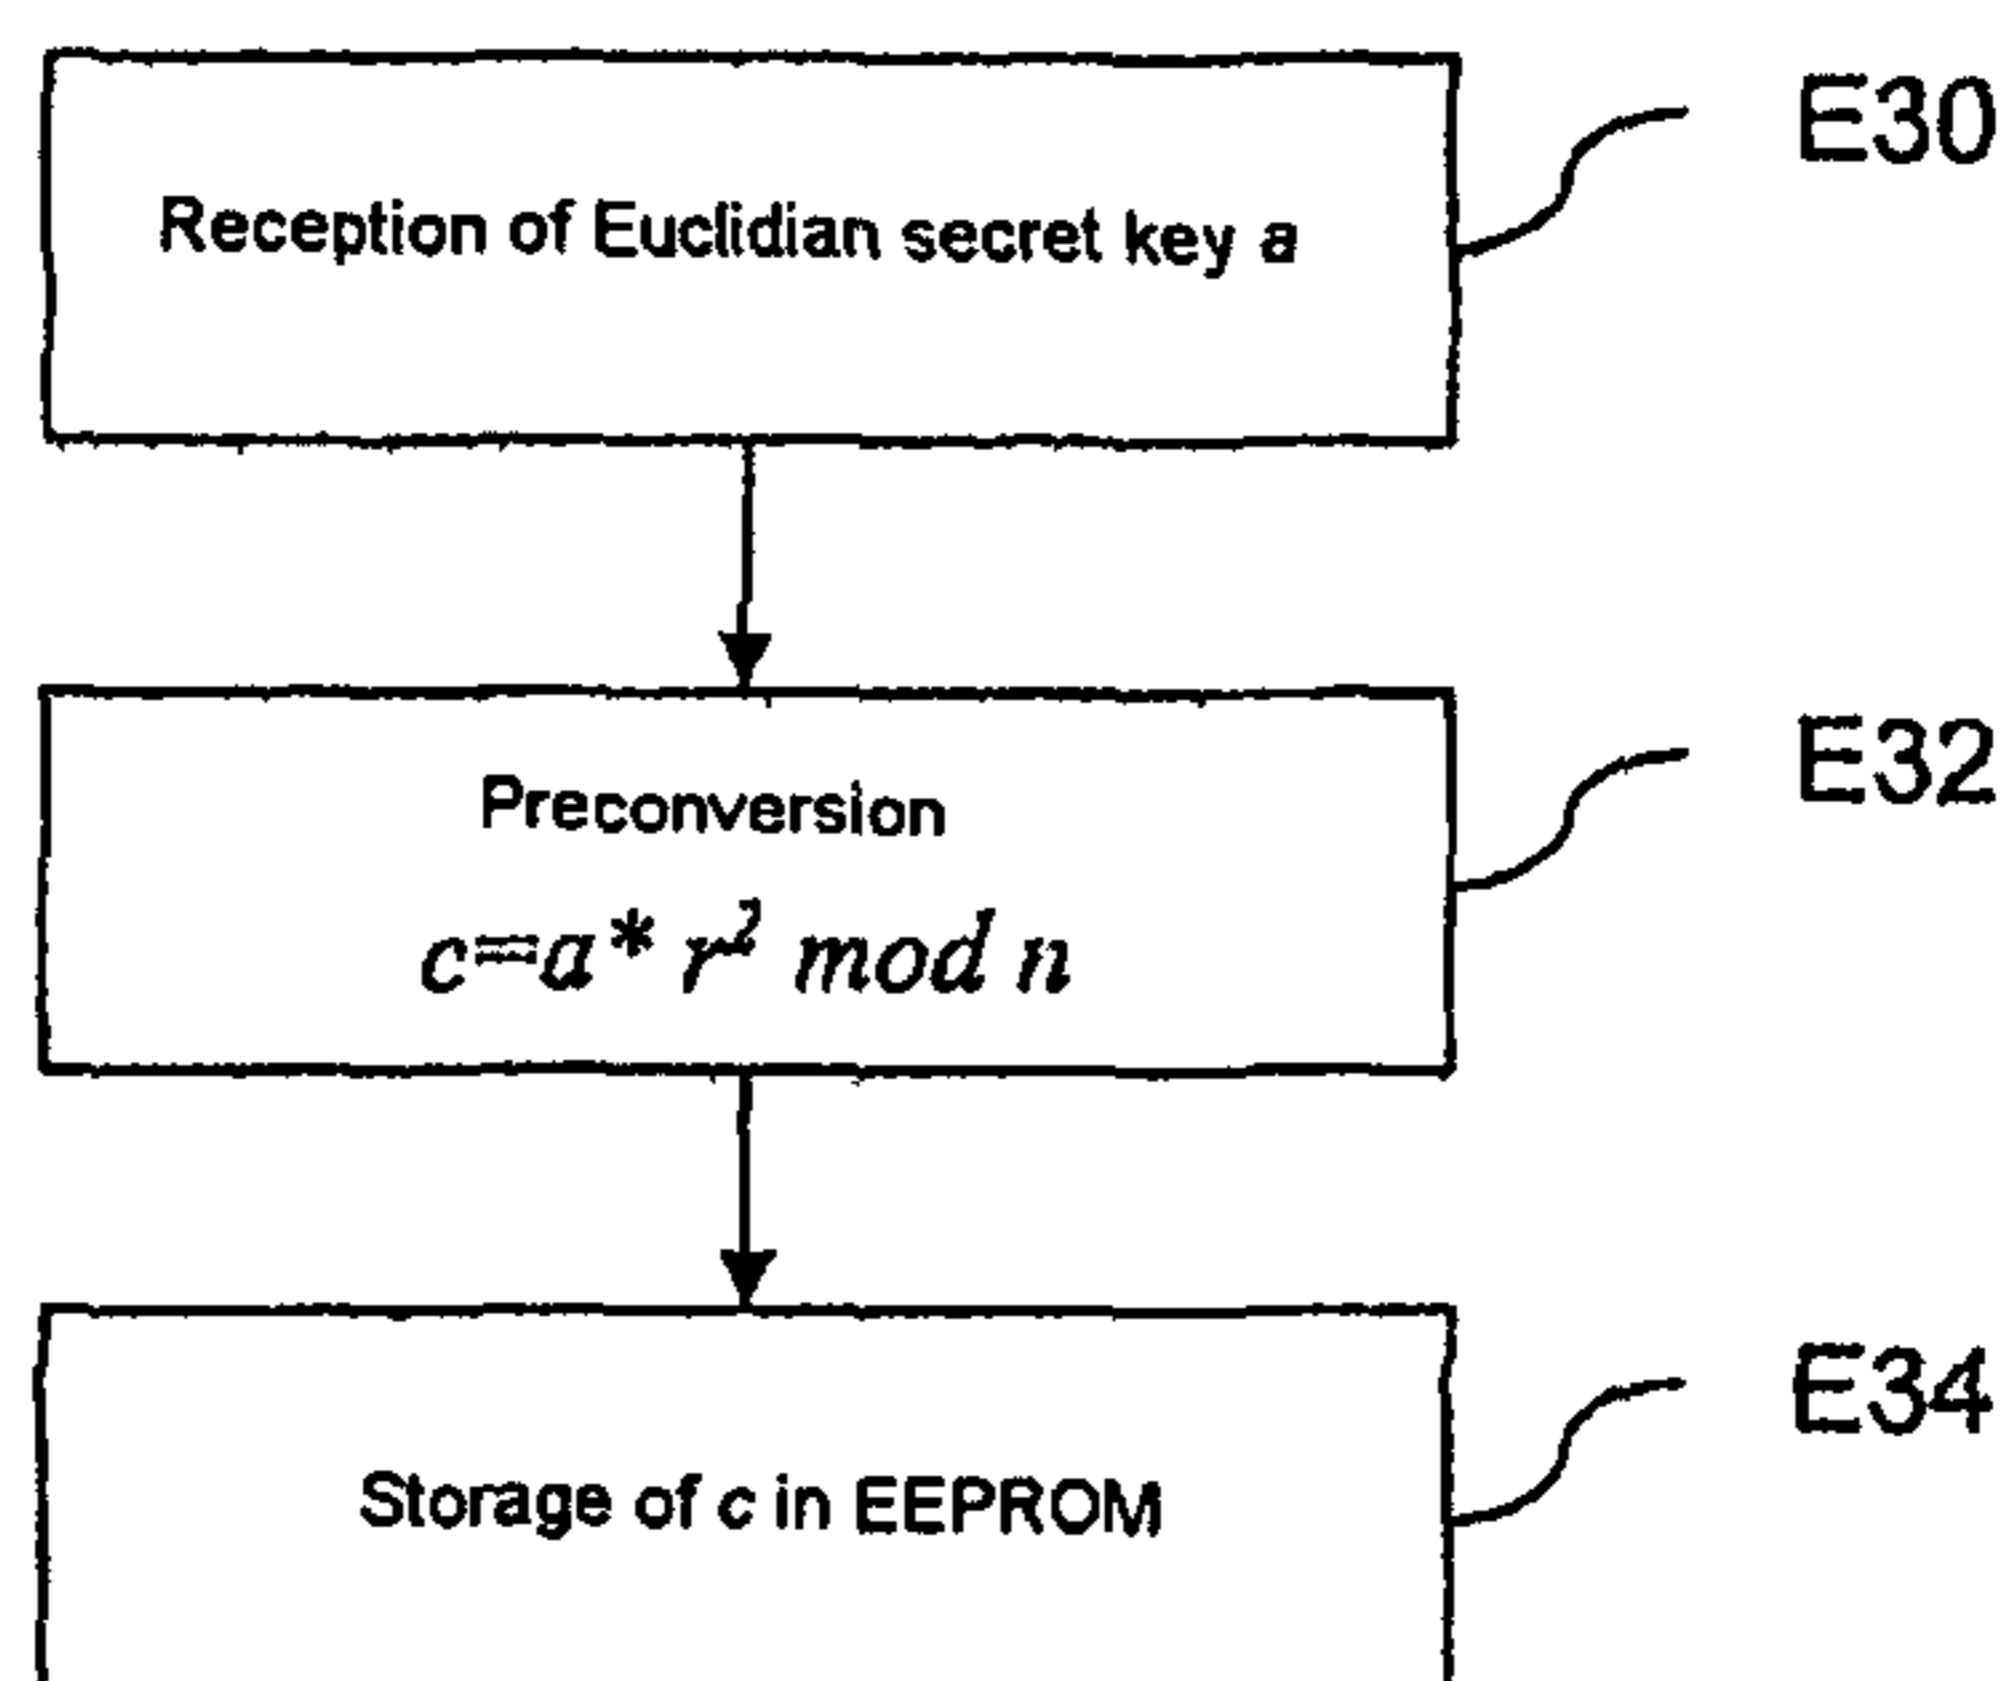 E30
Reception of Euclidian secret key a
E32
Preconversion
c=a* r² mod n
E34
Storage of c in EEPROM